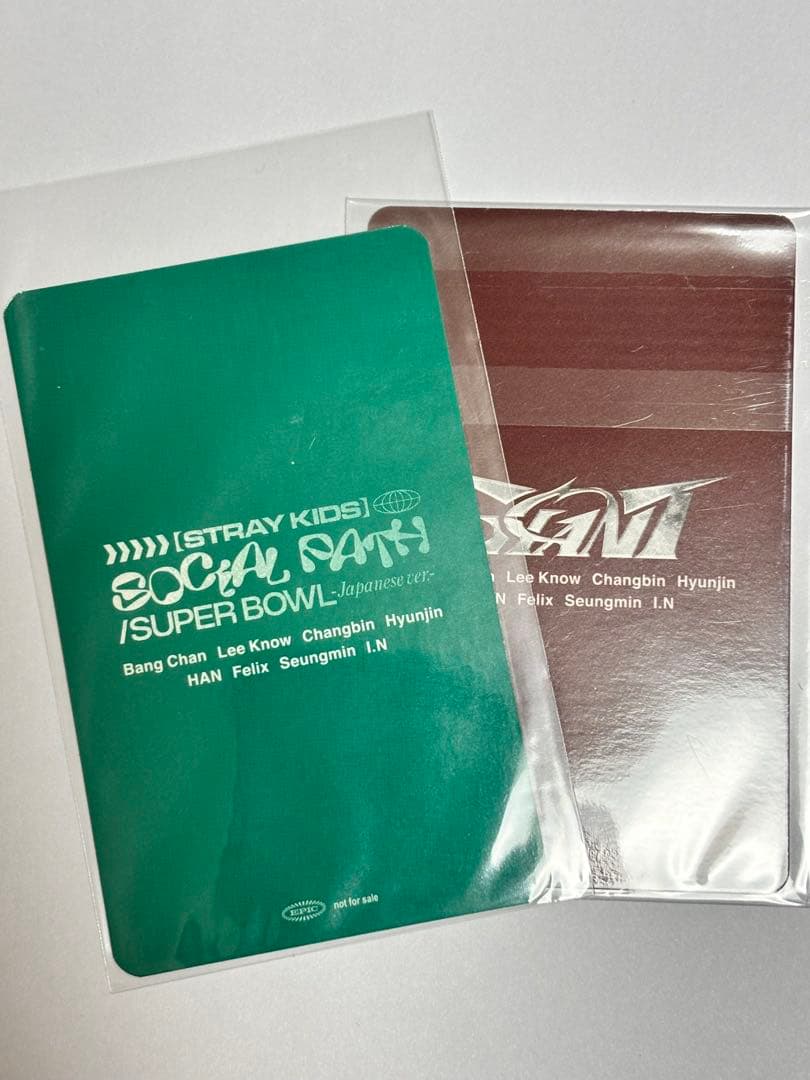 ❯❯❯❯❯[STRAY KIDS]
SOCIAL PATH
/SUPER BOWL -Japanese ver.-
Bang Chan Lee Know Changbin Hyunjin
HAN Felix Seungmin I.N
EPIC not for sale
GIANT
Lee Know Changbin Hyunjin
Felix Seungmin I.N